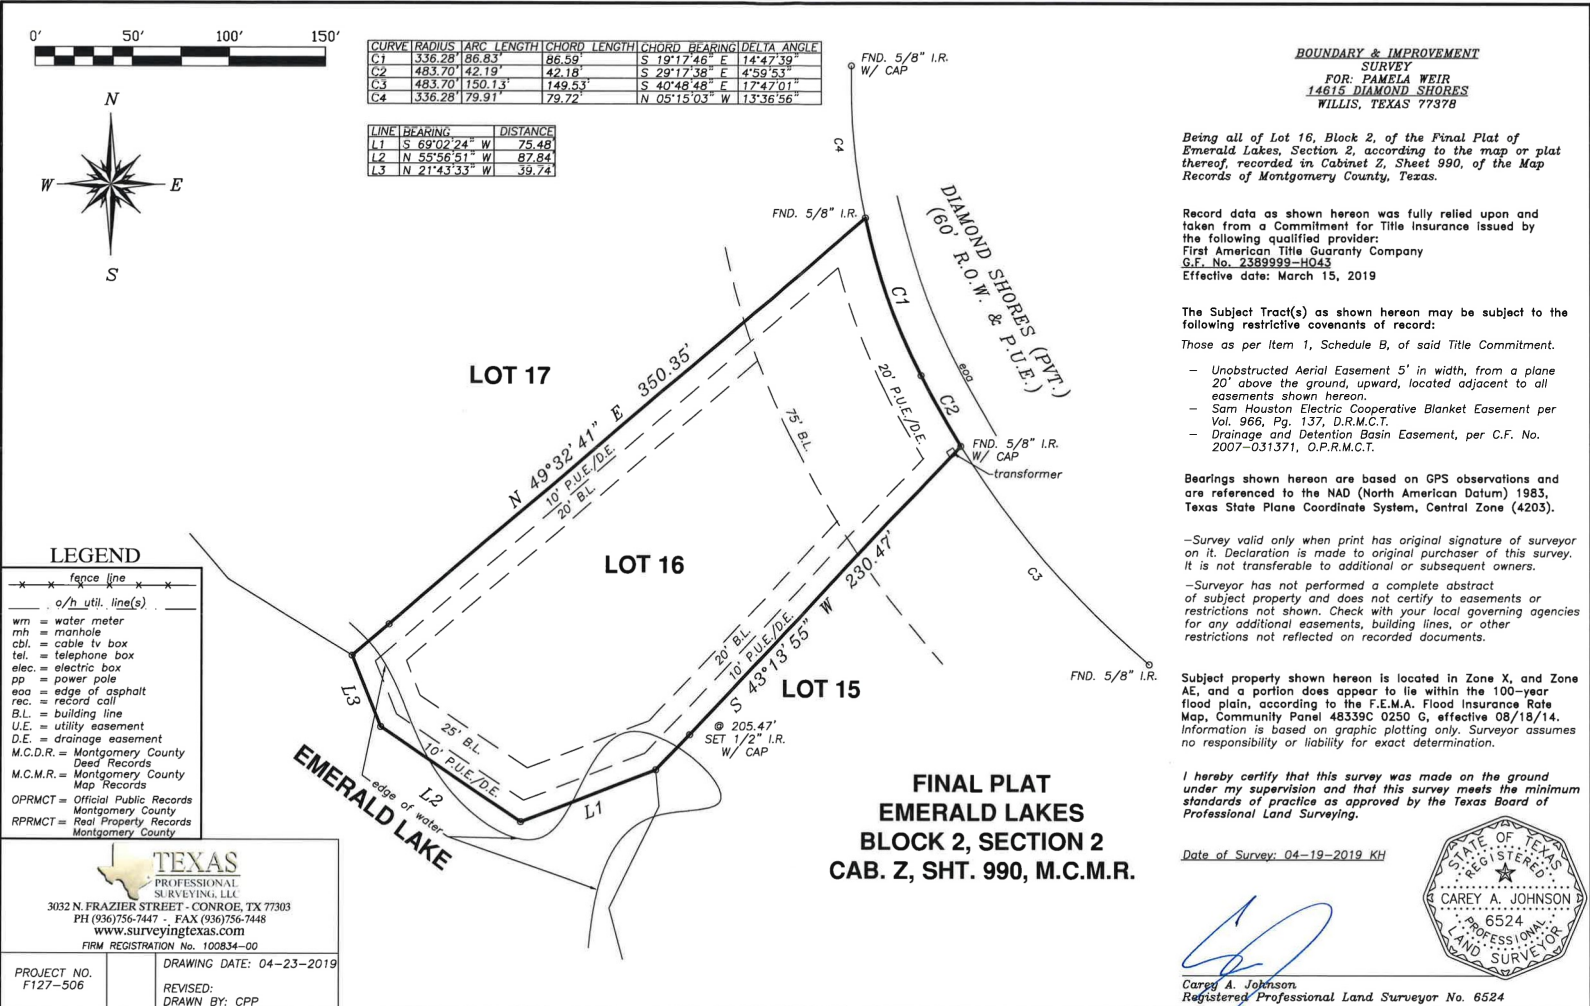 0' 50' 100' 150'
N
W E
S
CURVE RADIUS ARC LENGTH CHORD LENGTH CHORD BEARING DELTA ANGLE
C1 336.28' 86.83' 86.59' S 19°17'46" E 14°47'39"
C2 483.70' 42.19' 42.18' S 29°17'38" E 4°59'53"
C3 483.70' 150.13' 149.53' S 40°48'48" E 17°47'01"
C4 336.28' 79.91' 79.72' N 05°15'03" W 13°36'56"
LINE BEARING DISTANCE
L1 S 69°02'24" W 75.48'
L2 N 55°56'51" W 87.84'
L3 N 21°43'33" W 39.74'
FND. 5/8" I.R.
W/ CAP
C4
FND. 5/8" I.R.
DIAMOND SHORES (PVT.)
(60' R.O.W. & P.U.E.)
C1
eoa
C2
20' P.U.E./D.E.
75' B.L.
FND. 5/8" I.R.
W/ CAP
transformer
LOT 17
N 49°32'41" E 350.35'
10' P.U.E./D.E.
20' B.L.
LOT 16
C3
FND. 5/8" I.R.
20' B.L.
10' P.U.E./D.E.
S 43°13'55" W 230.47'
LOT 15
@ 205.47'
SET 1/2" I.R.
W/ CAP
L3
25' B.L.
10' P.U.E./D.E.
L2
L1
edge of water
EMERALD LAKE
FINAL PLAT
EMERALD LAKES
BLOCK 2, SECTION 2
CAB. Z, SHT. 990, M.C.M.R.
LEGEND
fence line
o/h util. line(s)
wm = water meter
mh = manhole
cbl. = cable tv box
tel. = telephone box
elec. = electric box
pp = power pole
eoa = edge of asphalt
rec. = record call
B.L. = building line
U.E. = utility easement
D.E. = drainage easement
M.C.D.R. = Montgomery County
Deed Records
M.C.M.R. = Montgomery County
Map Records
OPRMCT = Official Public Records
Montgomery County
RPRMCT = Real Property Records
Montgomery County
TEXAS
PROFESSIONAL
SURVEYING, LLC
3032 N. FRAZIER STREET - CONROE, TX 77303
PH (936)756-7447 - FAX (936)756-7448
www.surveyingtexas.com
FIRM REGISTRATION No. 100834-00
PROJECT NO.
F127-506
DRAWING DATE: 04-23-2019
REVISED:
DRAWN BY: CPP
BOUNDARY & IMPROVEMENT
SURVEY
FOR: PAMELA WEIR
14615 DIAMOND SHORES
WILLIS, TEXAS 77378
Being all of Lot 16, Block 2, of the Final Plat of
Emerald Lakes, Section 2, according to the map or plat
thereof, recorded in Cabinet Z, Sheet 990, of the Map
Records of Montgomery County, Texas.
Record data as shown hereon was fully relied upon and
taken from a Commitment for Title Insurance issued by
the following qualified provider:
First American Title Guaranty Company
G.F. No. 2389999-HO43
Effective date: March 15, 2019
The Subject Tract(s) as shown hereon may be subject to the
following restrictive covenants of record:
Those as per Item 1, Schedule B, of said Title Commitment.
- Unobstructed Aerial Easement 5' in width, from a plane
20' above the ground, upward, located adjacent to all
easements shown hereon.
- Sam Houston Electric Cooperative Blanket Easement per
Vol. 966, Pg. 137, D.R.M.C.T.
- Drainage and Detention Basin Easement, per C.F. No.
2007-031371, O.P.R.M.C.T.
Bearings shown hereon are based on GPS observations and
are referenced to the NAD (North American Datum) 1983,
Texas State Plane Coordinate System, Central Zone (4203).
-Survey valid only when print has original signature of surveyor
on it. Declaration is made to original purchaser of this survey.
It is not transferable to additional or subsequent owners.
-Surveyor has not performed a complete abstract
of subject property and does not certify to easements or
restrictions not shown. Check with your local governing agencies
for any additional easements, building lines, or other
restrictions not reflected on recorded documents.
Subject property shown hereon is located in Zone X, and Zone
AE, and a portion does appear to lie within the 100-year
flood plain, according to the F.E.M.A. Flood Insurance Rate
Map, Community Panel 48339C 0250 G, effective 08/18/14.
Information is based on graphic plotting only. Surveyor assumes
no responsibility or liability for exact determination.
I hereby certify that this survey was made on the ground
under my supervision and that this survey meets the minimum
standards of practice as approved by the Texas Board of
Professional Land Surveying.
Date of Survey: 04-19-2019 KH
STATE OF TEXAS
REGISTERED
CAREY A. JOHNSON
6524
PROFESSIONAL
LAND SURVEYOR
Carey A. Johnson
Registered Professional Land Surveyor No. 6524